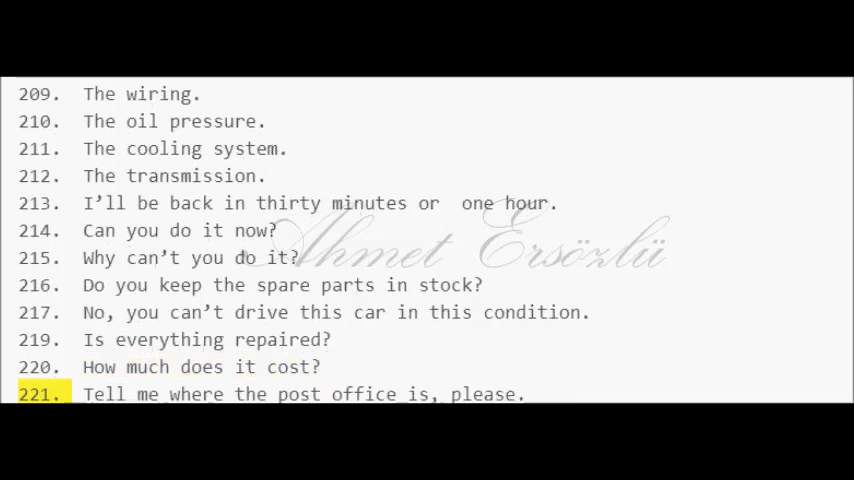 209. The wiring.
210. The oil pressure.
211. The cooling system.
212. The transmission.
213. I’ll be back in thirty minutes or one hour.
214. Can you do it now?
215. Why can’t you do it?
216. Do you keep the spare parts in stock?
217. No, you can’t drive this car in this condition.
219. Is everything repaired?
220. How much does it cost?
221. Tell me where the post office is, please.
Ahmet Ersözlü